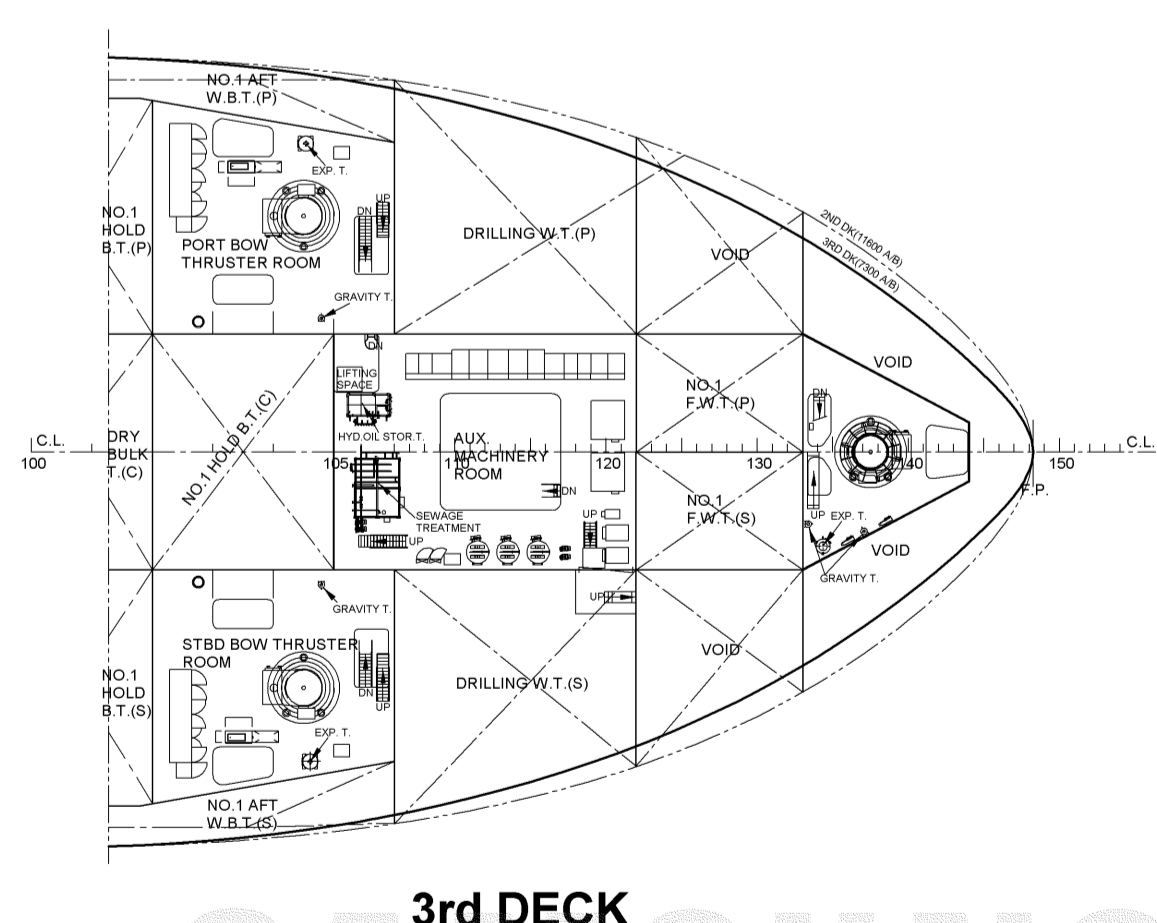 NO.1 AFT
W.B.T.(P)
EXP. T.
UP
DN
NO.1
HOLD
B.T.(P)
PORT BOW
THRUSTER ROOM
GRAVITY T.
DRILLING W.T.(P)
VOID
2ND DK(11600 A/B)
3RD DK(7300 A/B)
DN
LIFTING
SPACE
HYD.OIL STOR.T.
NO.1 HOLD B.T.(C)
NO.1
F.W.T.(P)
VOID
DN
C.L.
DRY
BULK
T.(C)
AUX.
MACHINERY
ROOM
C.L.
100
105
110
120
130
140
150
F.P.
DN
SEWAGE
TREATMENT
UP
UP
NO.1
F.W.T.(S)
UP
EXP. T.
VOID
GRAVITY T.
UP
GRAVITY T.
STBD BOW THRUSTER
ROOM
VOID
NO.1
HOLD
B.T.(S)
DRILLING W.T.(S)
DN
UP
EXP. T.
NO.1 AFT
W.B.T.(S)
3rd DECK